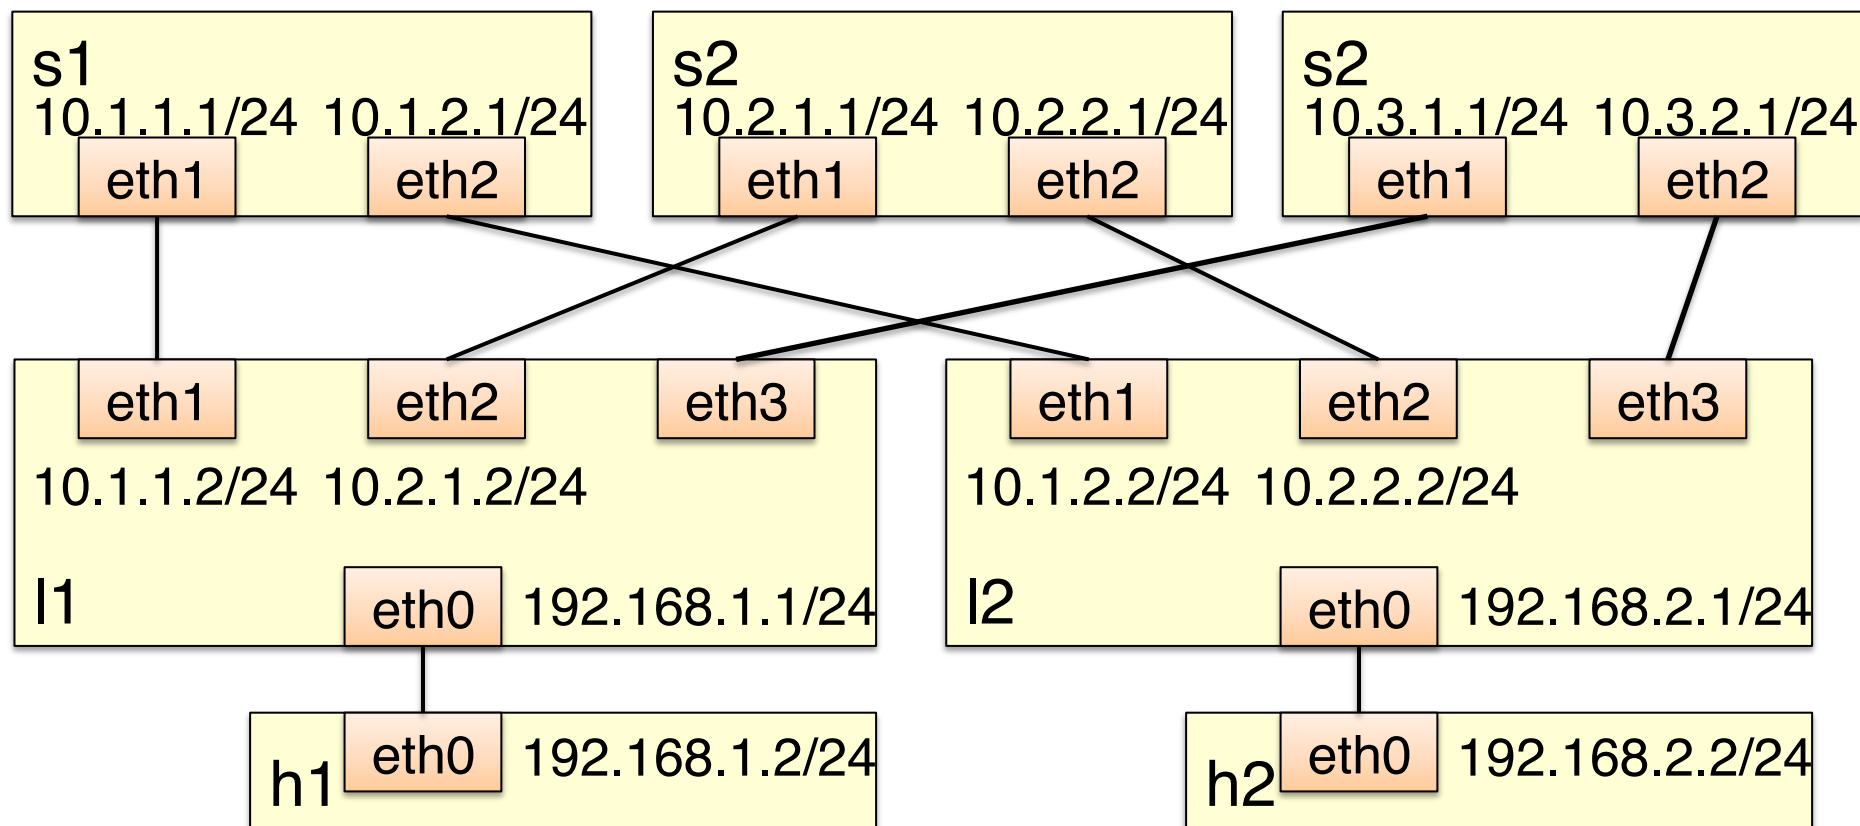 s1
10.1.1.1/24 10.1.2.1/24
eth1 eth2
s2
10.2.1.1/24 10.2.2.1/24
eth1 eth2
s2
10.3.1.1/24 10.3.2.1/24
eth1 eth2
eth1 eth2 eth3
10.1.1.2/24 10.2.1.2/24
l1 eth0 192.168.1.1/24
eth1 eth2 eth3
10.1.2.2/24 10.2.2.2/24
l2 eth0 192.168.2.1/24
h1 eth0 192.168.1.2/24
h2 eth0 192.168.2.2/24